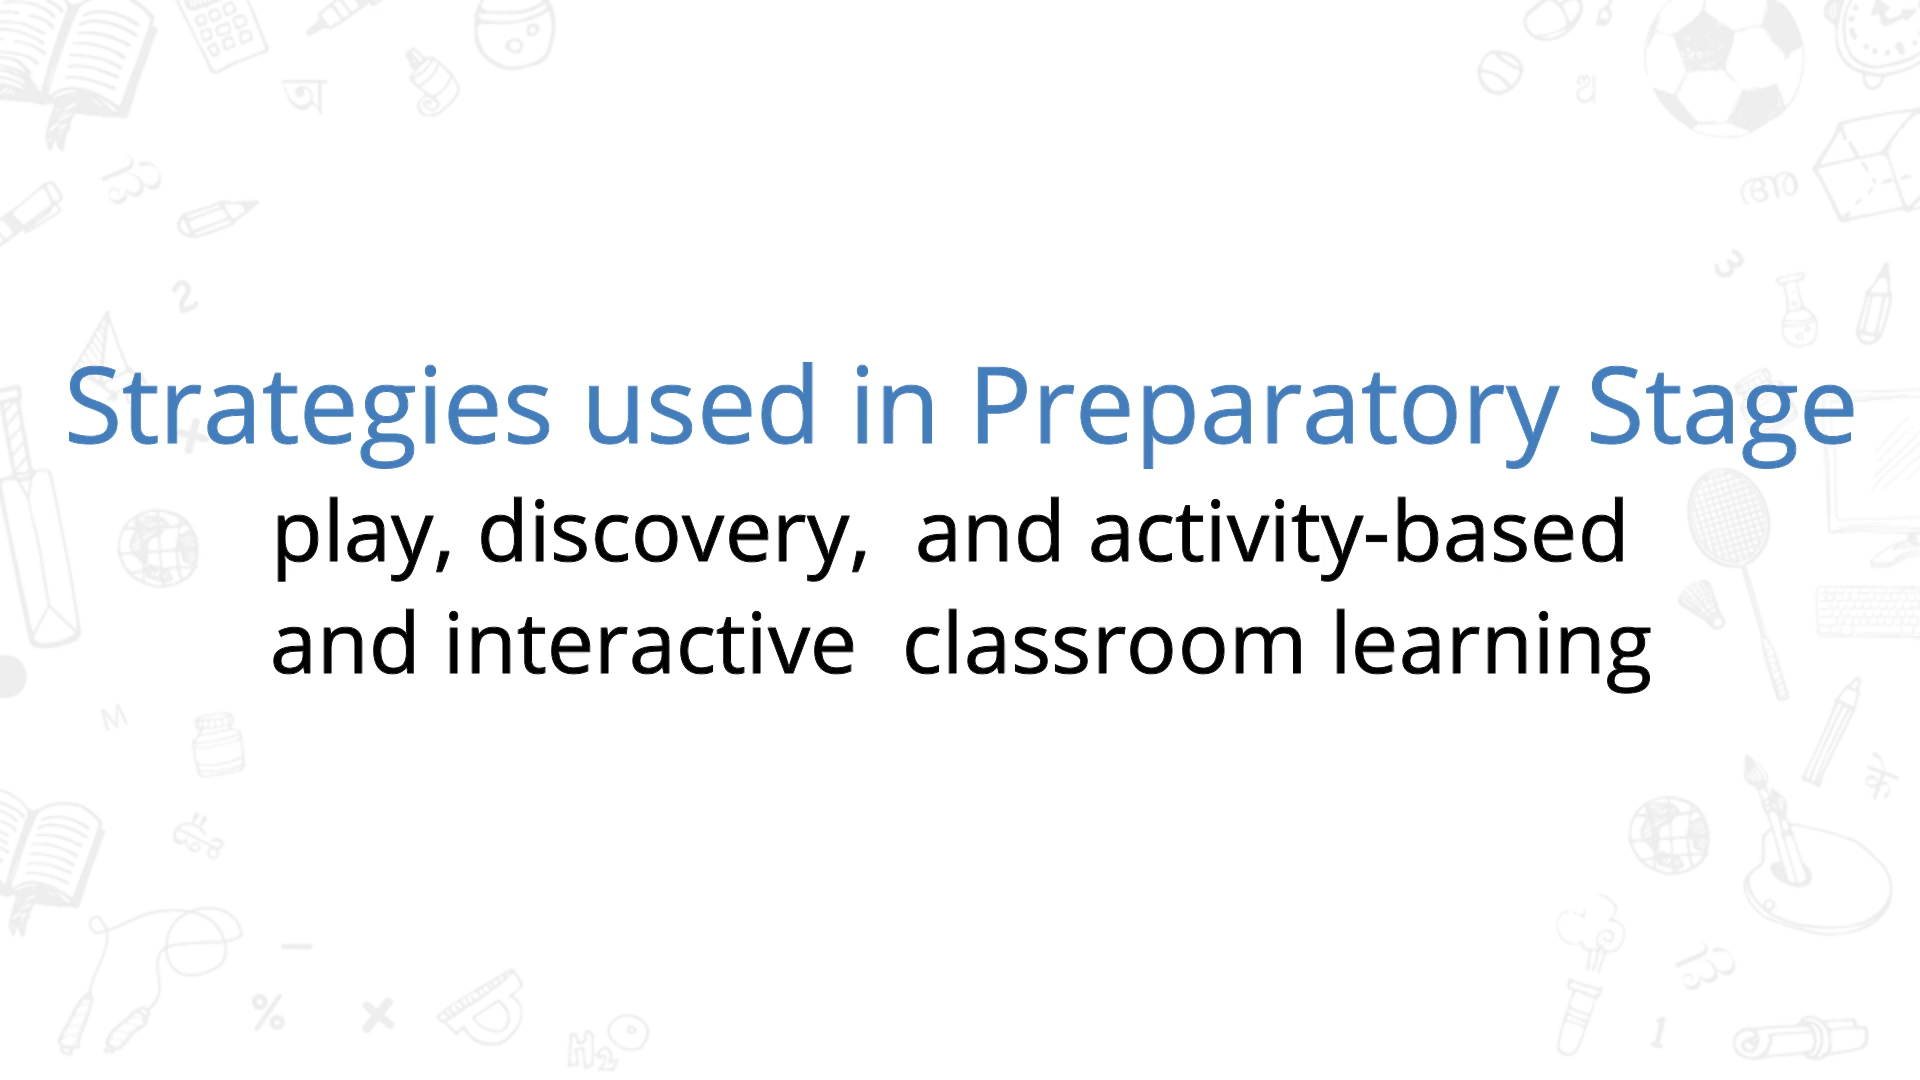 Strategies used in Preparatory Stage
play, discovery,  and activity-based
and interactive  classroom learning